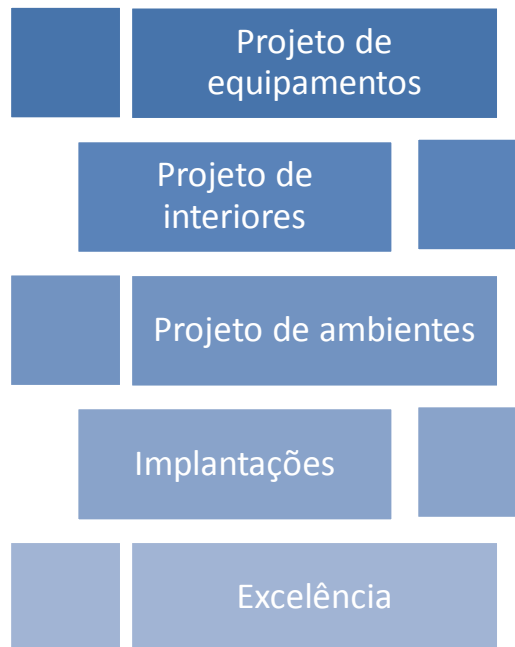 Projeto de
equipamentos
Projeto de
interiores
Projeto de ambientes
Implantações
Excelência